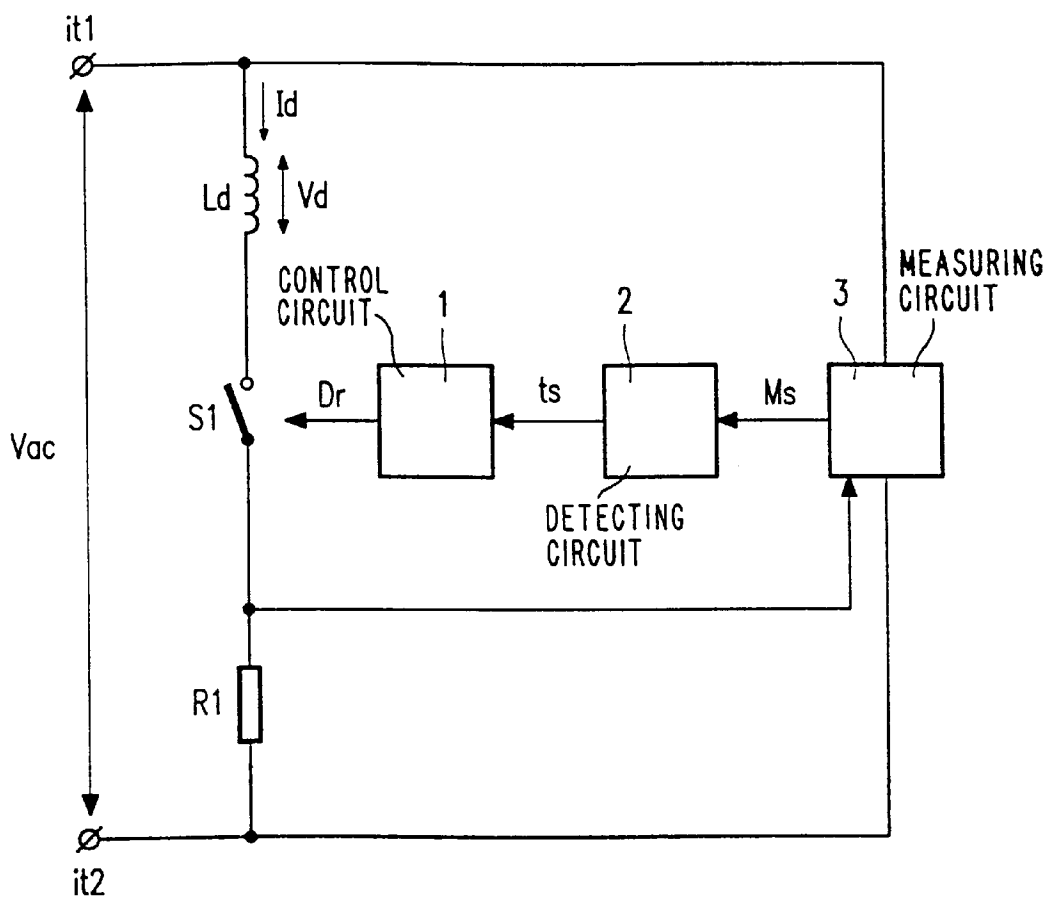 it1
Id
Ld
Vd
MEASURING
CIRCUIT
CONTROL
CIRCUIT
1
2
3
Dr
ts
Ms
S1
Vac
DETECTING
CIRCUIT
R1
it2